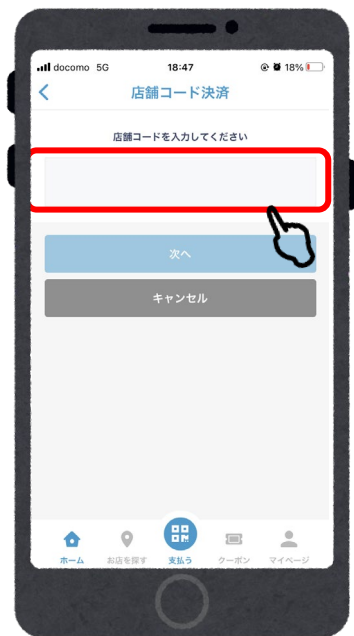 docomo 5G 18:47 18%
店舗コード決済
店舗コードを入力してください
次へ
キャンセル
ホーム お店を探す 支払う クーポン マイページ